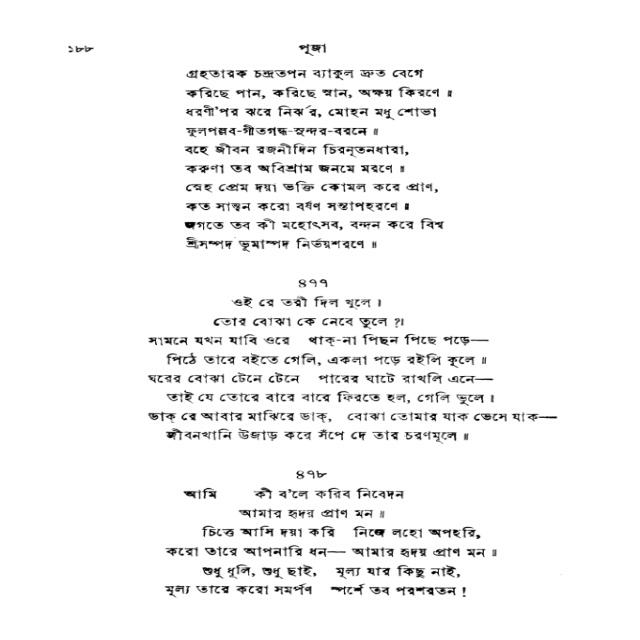 ১৮৮ পূজা
গ্রহতারক চন্দ্রতপন ব্যাকুল দ্রুত বেগে
করিছে পান, করিছে স্নান, অক্ষয় কিরণে ॥
ধরণী'পর ঝরে নির্ঝর, মোহন মধু শোভা
ফুলপল্লব-গীতগন্ধ-সুন্দর-বরনে ॥
বহে জীবন রজনীদিন চিরনূতনধারা,
করুণা তব অবিশ্রাম জনমে মরণে ॥
স্নেহ প্রেম দয়া ভক্তি কোমল করে প্রাণ,
কত সান্ত্বন করো বর্ষণ সন্তাপহরণে ॥
জগতে তব কী মহোৎসব, বন্দন করে বিশ্ব
শ্রীসম্পদ ভূমাস্পদ নির্ভয়শরণে ॥
৪৭৭
ওই রে তরী দিল খুলে ।
তোর বোঝা কে নেবে তুলে ?।
সামনে যখন যাবি ওরে থাক্-না পিছন পিছে পড়ে—
পিঠে তারে বইতে গেলি, একলা পড়ে রইলি কূলে ॥
ঘরের বোঝা টেনে টেনে পারের ঘাটে রাখলি এনে—
তাই যে তোরে বারে বারে ফিরতে হল, গেলি ভুলে ।
ডাক্ রে আবার মাঝিরে ডাক্, বোঝা তোমার যাক ভেসে যাক—
জীবনখানি উজাড় করে সঁপে দে তার চরণমূলে ॥
৪৭৮
আমি কী ব'লে করিব নিবেদন
আমার হৃদয় প্রাণ মন ॥
চিত্তে আসি দয়া করি নিজে লহো অপহরি,
করো তারে আপনারি ধন— আমার হৃদয় প্রাণ মন ॥
শুধু ধূলি, শুধু ছাই, মূল্য যার কিছু নাই,
মূল্য তারে করো সমর্পণ স্পর্শে তব পরশরতন !